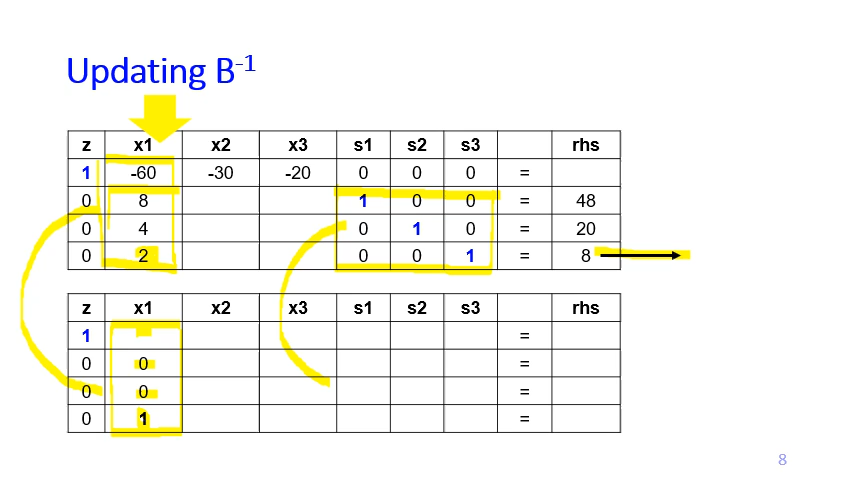 Updating B-1
z x1 x2 x3 s1 s2 s3 rhs
1 -60 -30 -20 0 0 0 =
0 8 1 0 0 = 48
0 4 0 1 0 = 20
0 2 0 0 1 = 8
z x1 x2 x3 s1 s2 s3 rhs
1 =
0 0 =
0 0 =
0 1 =
8